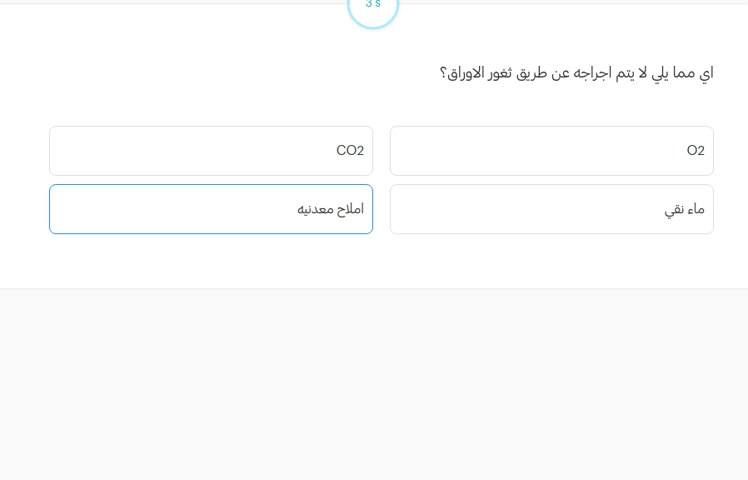 3 s
اي مما يلي لا يتم اجراجه عن طريق ثغور الاوراق؟
O2
CO2
ماء نقي
املاح معدنيه